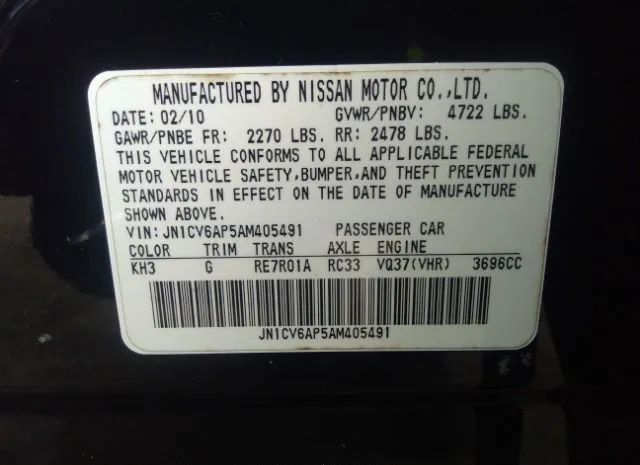 MANUFACTURED BY NISSAN MOTOR CO.,LTD.
DATE: 02/10 GVWR/PNBV: 4722 LBS.
GAWR/PNBE FR: 2270 LBS. RR: 2478 LBS.
THIS VEHICLE CONFORMS TO ALL APPLICABLE FEDERAL
MOTOR VEHICLE SAFETY,BUMPER,AND THEFT PREVENTION
STANDARDS IN EFFECT ON THE DATE OF MANUFACTURE
SHOWN ABOVE.
VIN: JN1CV6AP5AM405491 PASSENGER CAR
COLOR TRIM TRANS AXLE ENGINE
KH3 G RE7R01A RC33 VQ37(VHR) 3696CC
JN1CV6AP5AM405491